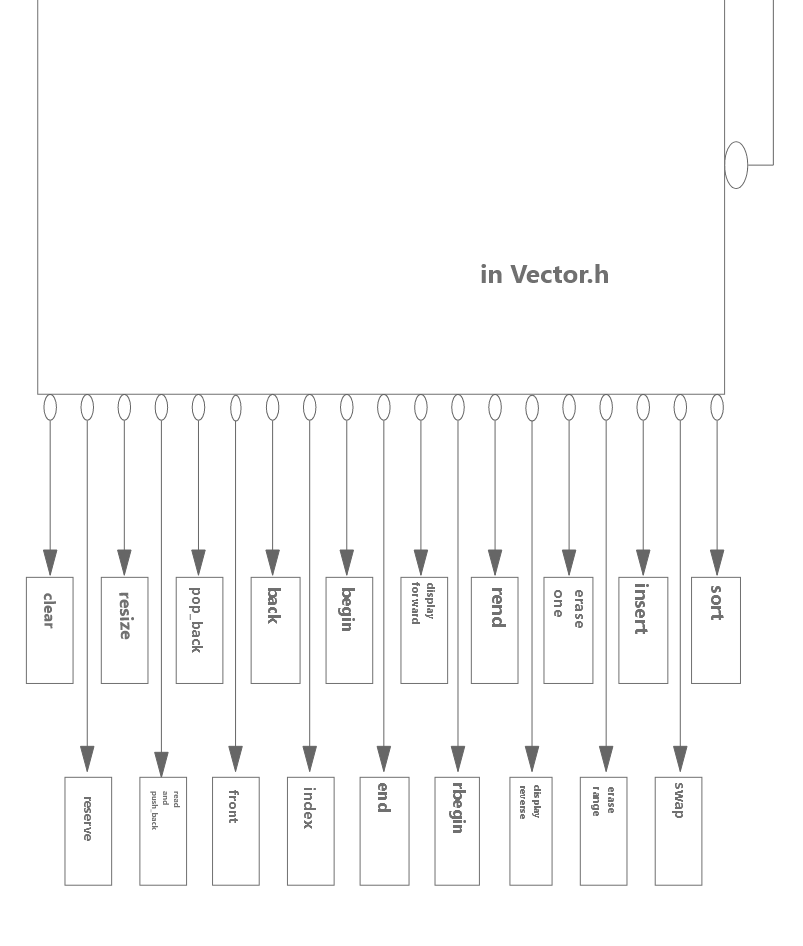 in Vector.h
clear
resize
pop_back
back
begin
display
forward
rend
erase
one
insert
sort
reserve
read
and
push_back
front
index
end
rbegin
display
reverse
erase
range
swap